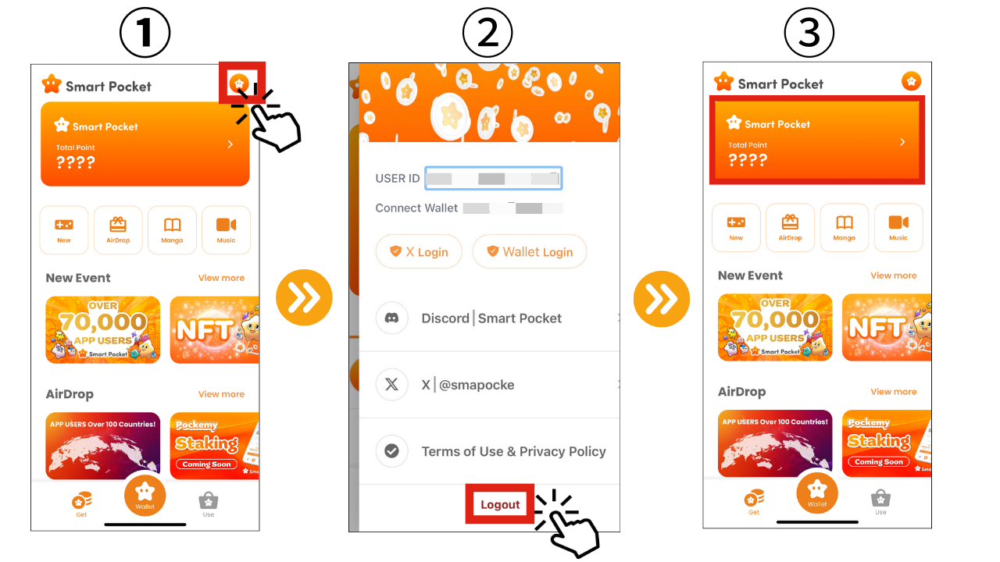 ①
Smart Pocket
Smart Pocket
Total Point
????
New
AirDrop
Manga
Music
New Event
View more
OVER
70,000
APP USERS
Smart Pocket
NFT
AirDrop
View more
APP USERS Over 100 Countries!
Pockemy
Staking
Coming Soon
Get
Wallet
Use
②
USER ID
Connect Wallet
X Login
Wallet Login
Discord | Smart Pocket
X | @smapocke
Terms of Use & Privacy Policy
Logout
③
Smart Pocket
Smart Pocket
Total Point
????
New
AirDrop
Manga
Music
New Event
View more
OVER
70,000
APP USERS
Smart Pocket
NFT
AirDrop
View more
APP USERS Over 100 Countries!
Pockemy
Staking
Coming Soon
Get
Wallet
Use